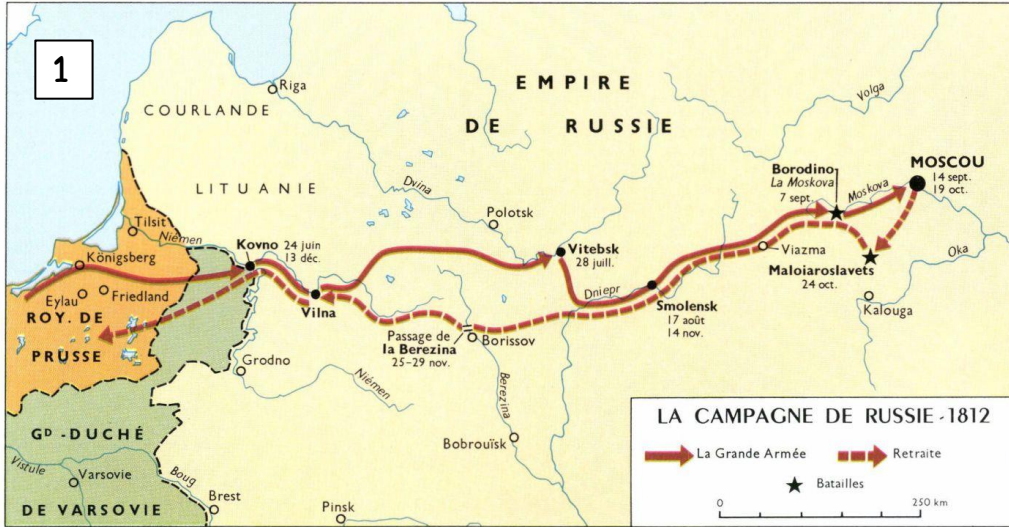 1
Riga
COURLANDE
EMPIRE
DE RUSSIE
Volga
LITUANIE
Dvina
Borodino
La Moskova
7 sept.
Moskova
MOSCOU
14 sept.
19 oct.
Tilsit
Niémen
Polotsk
Kovno
24 juin
13 déc.
Vitebsk
28 juill.
Viazma
Oka
Königsberg
Maloiaroslavets
24 oct.
Eylau
Friedland
Vilna
Dniepr
Smolensk
17 août
14 nov.
Kalouga
ROY. DE
PRUSSE
Passage de
la Berezina
25-29 nov.
Borissov
Grodno
Niémen
Berezina
GD -DUCHÉ
Bobrouïsk
Vistule
Varsovie
Boug
DE VARSOVIE
Brest
Pinsk
LA CAMPAGNE DE RUSSIE - 1812
La Grande Armée
Retraite
Batailles
0
250 km